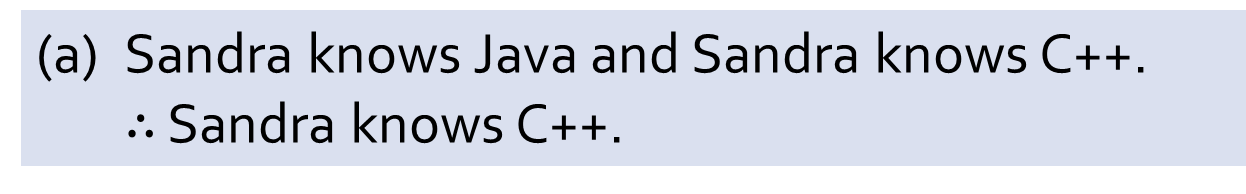 (a) Sandra knows Java and Sandra knows C++.
∴ Sandra knows C++.